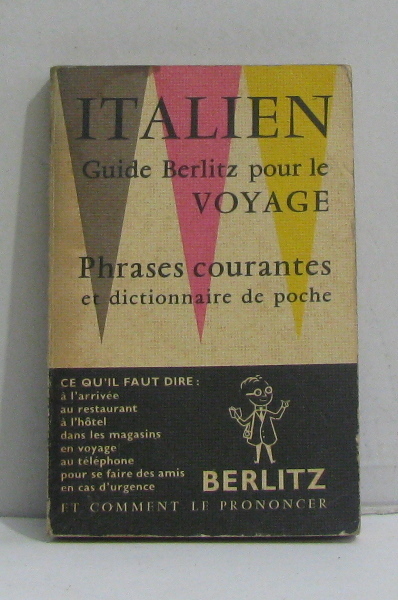 ITALIEN
Guide Berlitz pour le
VOYAGE
Phrases courantes
et dictionnaire de poche
CE QU'IL FAUT DIRE :
à l'arrivée
au restaurant
à l'hôtel
dans les magasins
en voyage
au téléphone
pour se faire des amis
en cas d'urgence
BERLITZ
ET COMMENT LE PRONONCER